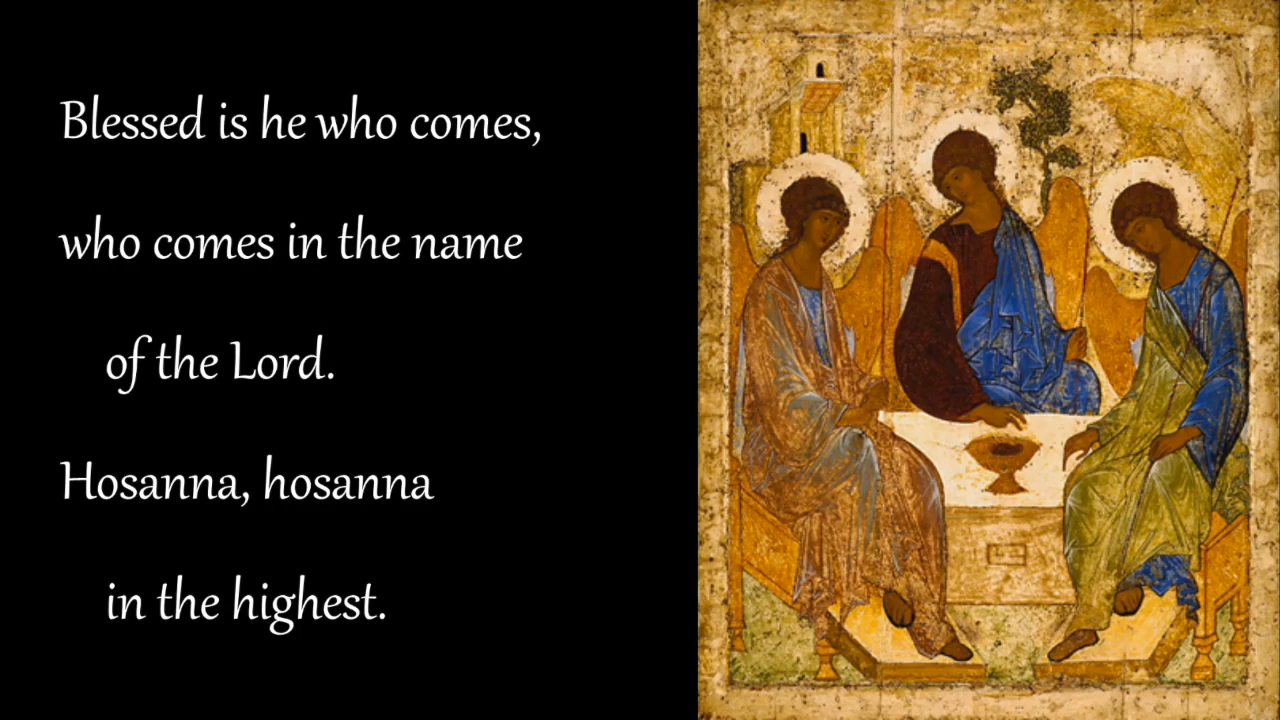 Blessed is he who comes,
who comes in the name
of the Lord.
Hosanna, hosanna
in the highest.